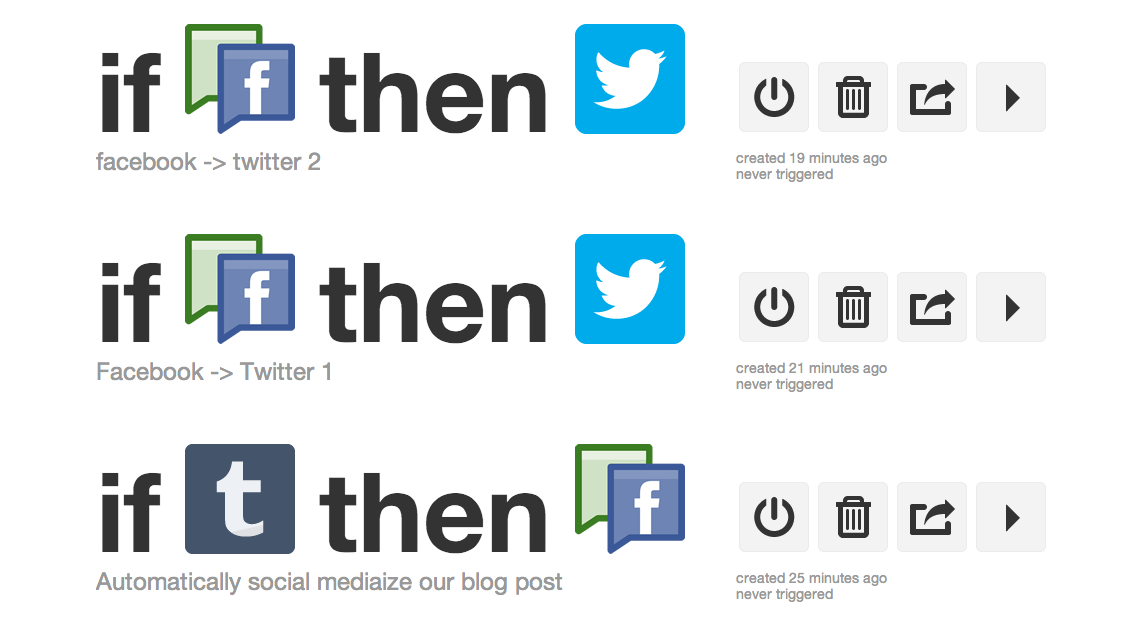 if then
facebook -> twitter 2
created 19 minutes ago
never triggered
if then
Facebook -> Twitter 1
created 21 minutes ago
never triggered
if t then
Automatically social mediaize our blog post
created 25 minutes ago
never triggered